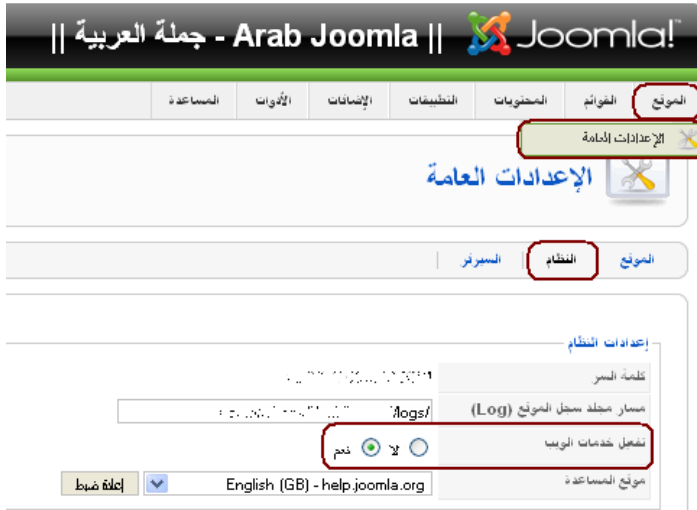 Joomla! || Arab Joomla - جملة العربية ||
الموقع القوائم المحتويات التطبيقات الإضافات الأدوات المساعدة
الإعدادات العامة
الإعدادات العامة
الموقع | النظام | السيرفر |
إعدادات النظام
كلمة السر
مسار مجلد سجل الموقع (Log) /logs
تفعيل خدمات الويب لا نعم
موقع المساعدة English (GB) - help.joomla.org إعادة ضبط